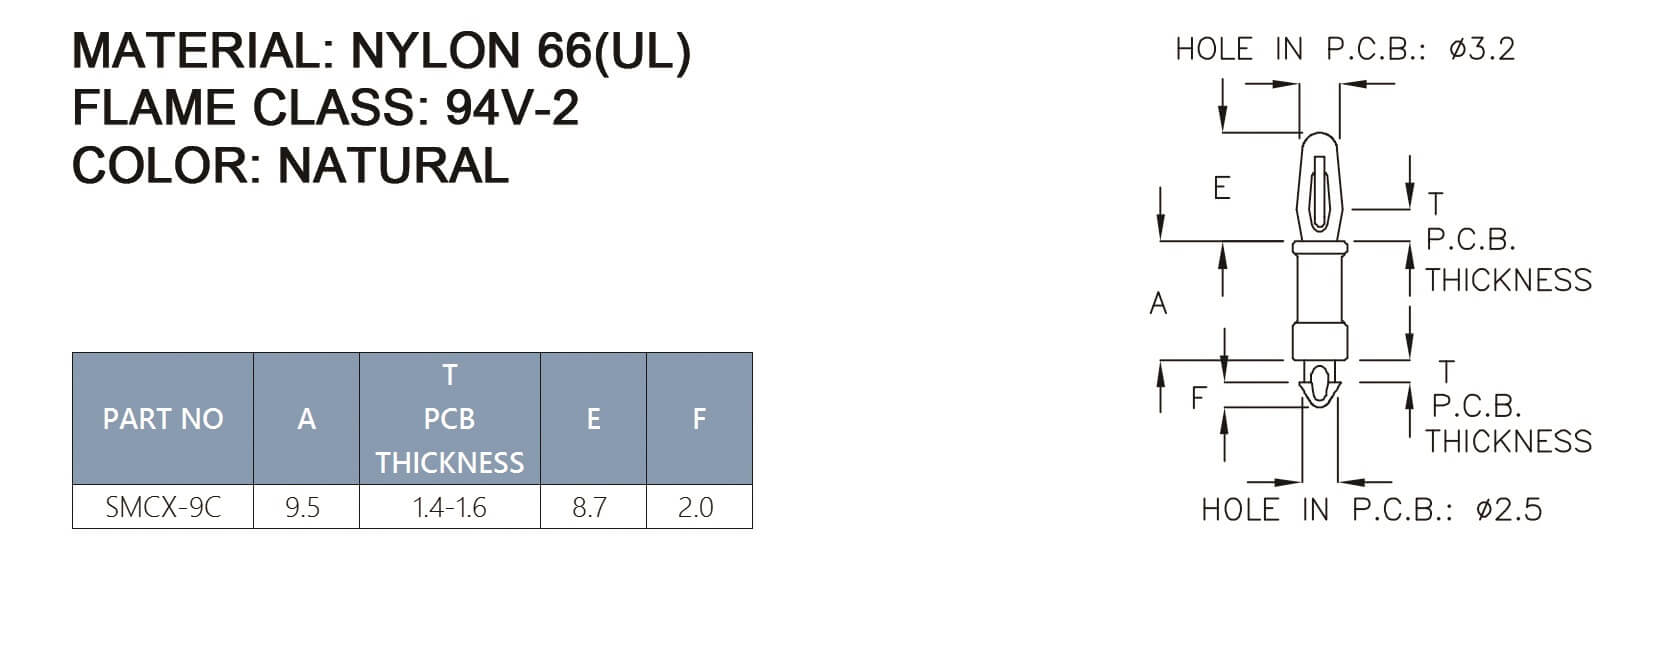 MATERIAL: NYLON 66(UL)
FLAME CLASS: 94V-2
COLOR: NATURAL
PART NO A T PCB THICKNESS E F
SMCX-9C 9.5 1.4-1.6 8.7 2.0
HOLE IN P.C.B.: ø3.2
E
T
P.C.B.
THICKNESS
A
F
T
P.C.B.
THICKNESS
HOLE IN P.C.B.: ø2.5